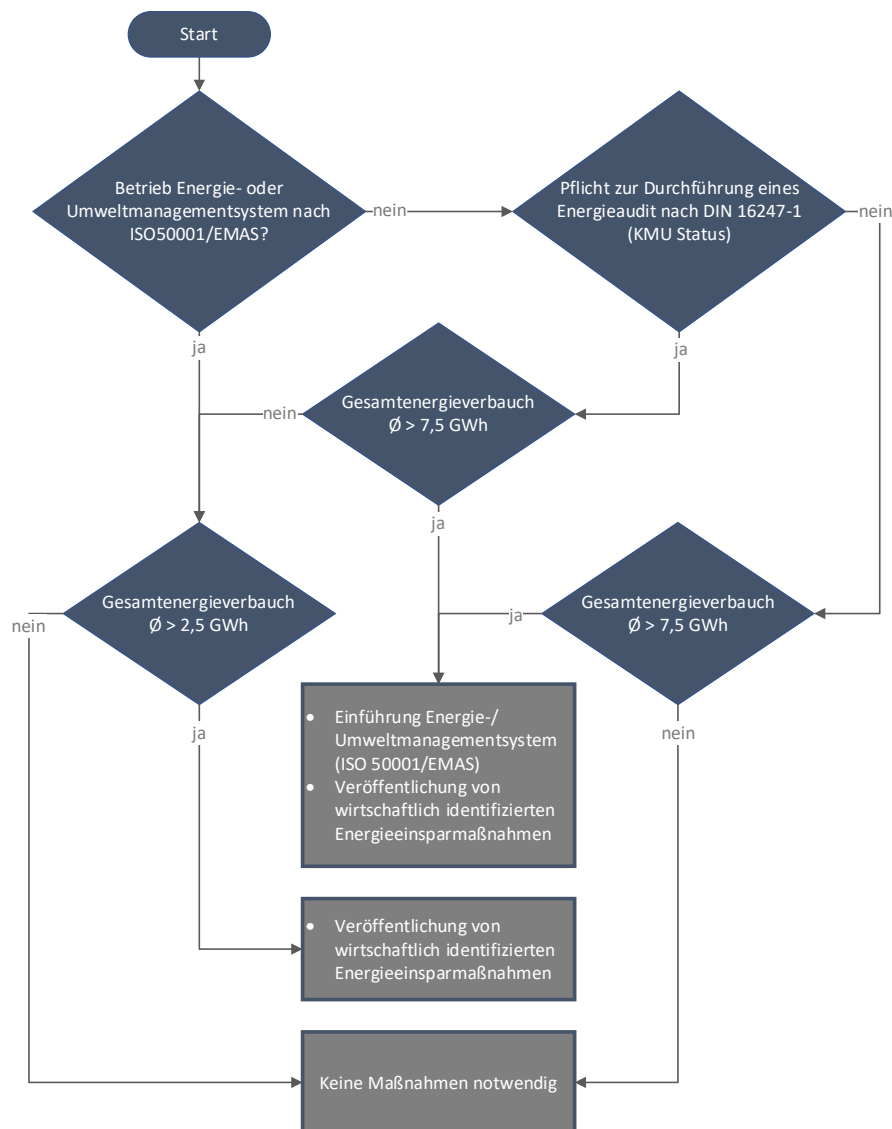 Start
Betrieb Energie- oder
Umweltmanagementsystem nach
ISO50001/EMAS?
nein
Pflicht zur Durchführung eines
Energieaudit nach DIN 16247-1
(KMU Status)
nein
ja
ja
Gesamtenergieverbauch
Ø > 7,5 GWh
nein
ja
Gesamtenergieverbauch
Ø > 2,5 GWh
nein
ja
Gesamtenergieverbauch
Ø > 7,5 GWh
ja
nein
• Einführung Energie-/
Umweltmanagementsystem
(ISO 50001/EMAS)
• Veröffentlichung von
wirtschaftlich identifizierten
Energieeinsparmaßnahmen
• Veröffentlichung von
wirtschaftlich identifizierten
Energieeinsparmaßnahmen
Keine Maßnahmen notwendig